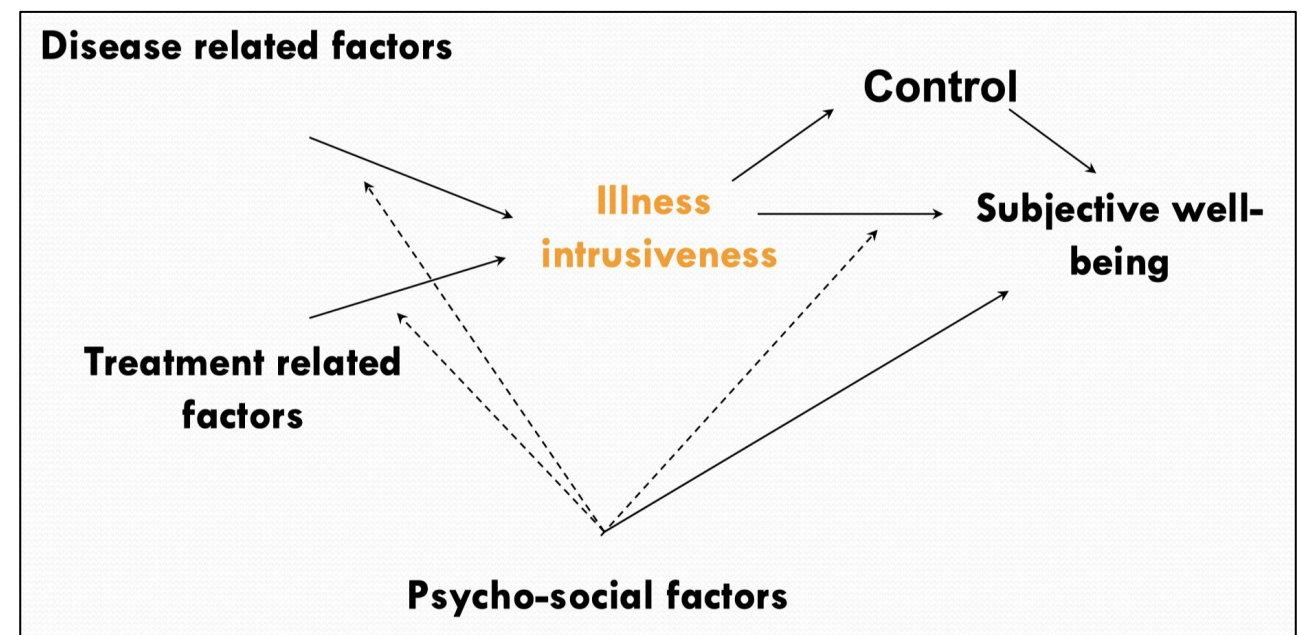 Disease related factors
Control
Illness
intrusiveness
Subjective well-
being
Treatment related
factors
Psycho-social factors